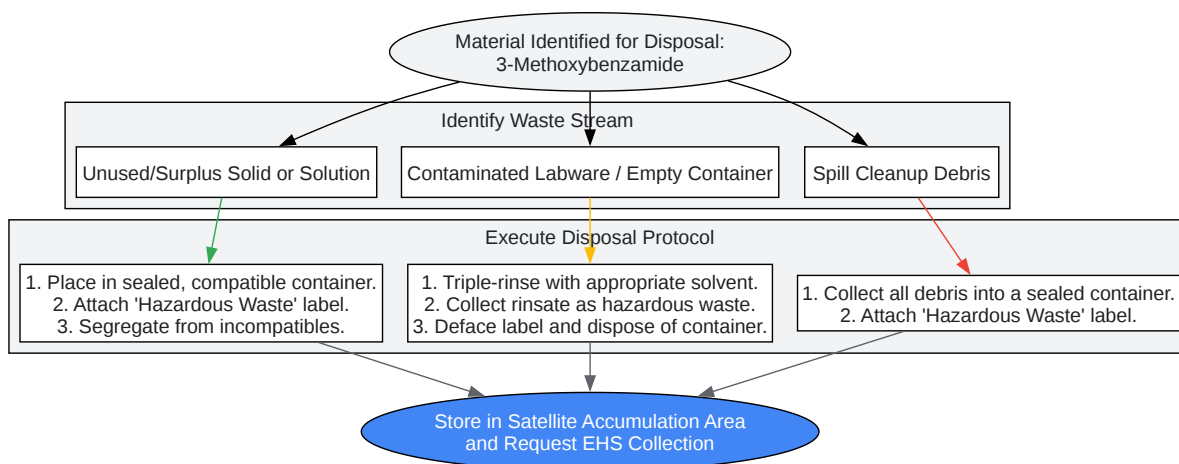 Material Identified for Disposal:
3-Methoxybenzamide
Identify Waste Stream
Unused/Surplus Solid or Solution
Contaminated Labware / Empty Container
Spill Cleanup Debris
Execute Disposal Protocol
1. Place in sealed, compatible container.
2. Attach 'Hazardous Waste' label.
3. Segregate from incompatibles.
1. Triple-rinse with appropriate solvent.
2. Collect rinsate as hazardous waste.
3. Deface label and dispose of container.
1. Collect all debris into a sealed container.
2. Attach 'Hazardous Waste' label.
Store in Satellite Accumulation Area
and Request EHS Collection